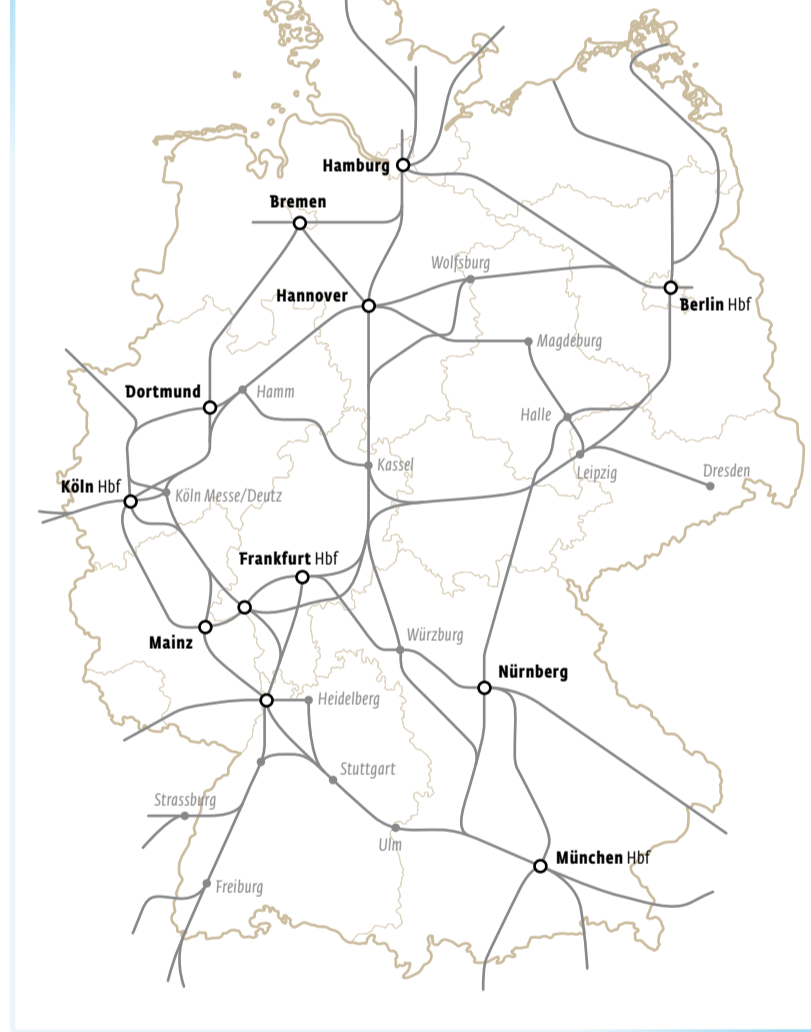 Hamburg
Bremen
Wolfsburg
Hannover
Berlin Hbf
Magdeburg
Dortmund
Hamm
Halle
Kassel
Leipzig
Dresden
Köln Hbf
Köln Messe/Deutz
Frankfurt Hbf
Mainz
Würzburg
Nürnberg
Heidelberg
Stuttgart
Strassburg
Ulm
München Hbf
Freiburg